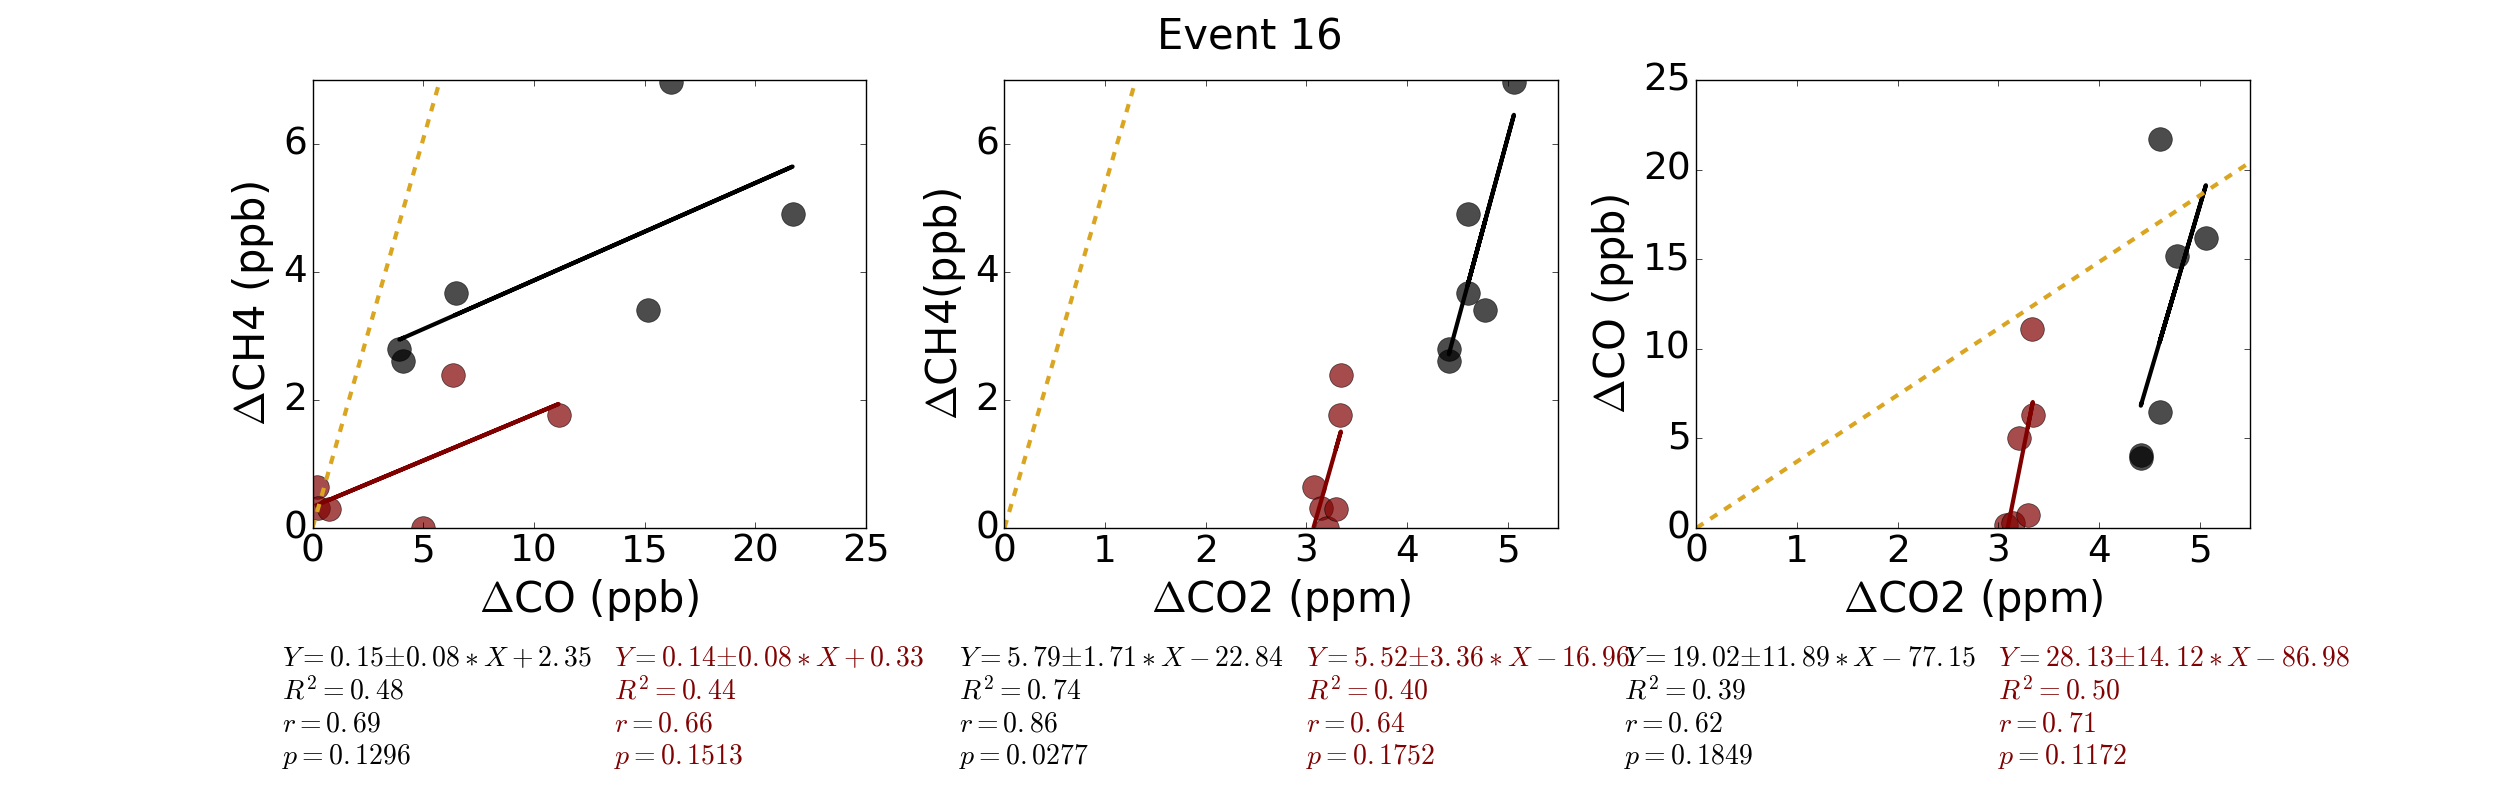 Event 16
ΔCH4 (ppb)
6
4
2
0
0 5 10 15 20 25
ΔCO (ppb)
ΔCH4(ppb)
6
4
2
0
0 1 2 3 4 5
ΔCO2 (ppm)
ΔCO (ppb)
25
20
15
10
5
0
0 1 2 3 4 5
ΔCO2 (ppm)
Y=0.15±0.08∗X+2.35
R²=0.48
r=0.69
p=0.1296
Y=0.14±0.08∗X+0.33
R²=0.44
r=0.66
p=0.1513
Y=5.79±1.71∗X−22.84
R²=0.74
r=0.86
p=0.0277
Y=5.52±3.36∗X−16.96
R²=0.40
r=0.64
p=0.1752
Y=19.02±11.89∗X−77.15
R²=0.39
r=0.62
p=0.1849
Y=28.13±14.12∗X−86.98
R²=0.50
r=0.71
p=0.1172